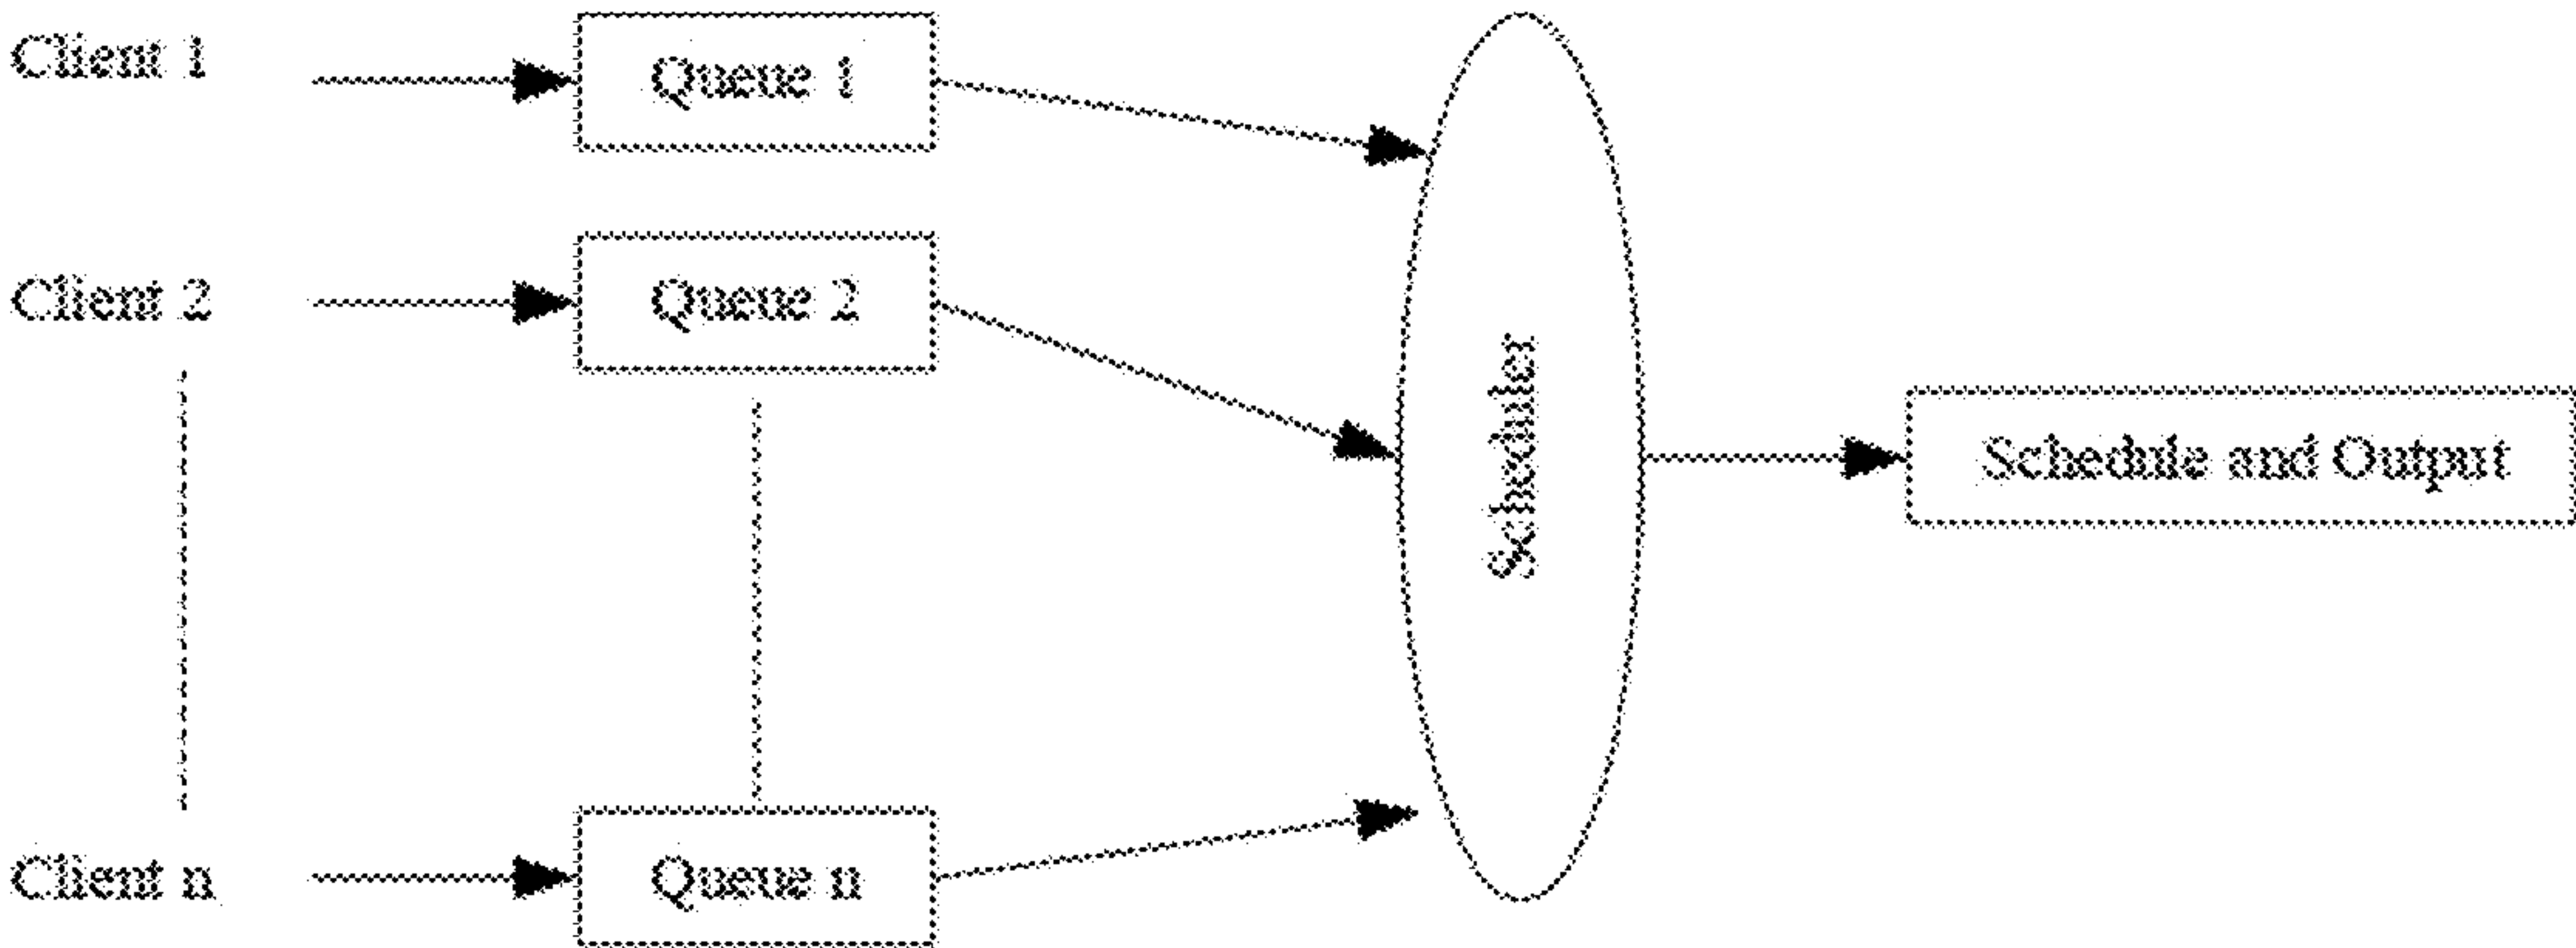 Client 1
Queue 1
Client 2
Queue 2
Scheduler
Schedule and Output
Client n
Queue n